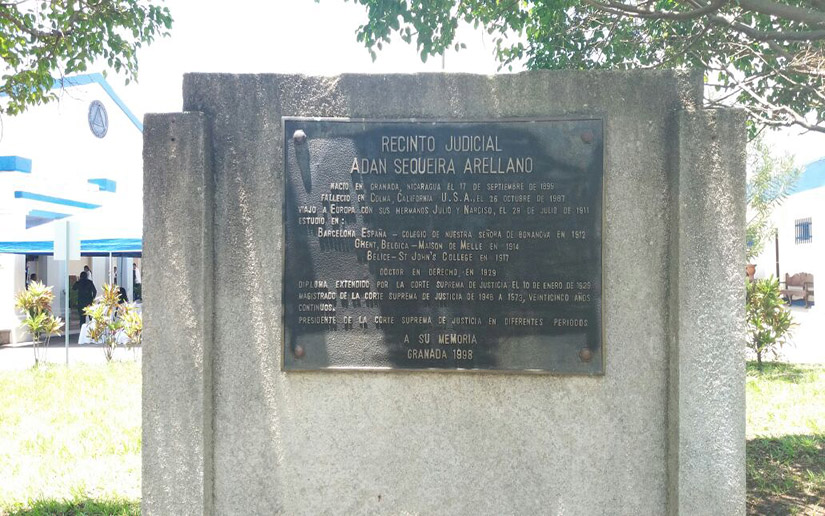 RECINTO JUDICIAL
ADAN SEQUEIRA ARELLANO
NACIO EN GRANADA, NICARAGUA EL 17 DE SEPTIEMBRE DE 1895
FALLECIO EN COLMA, CALIFORNIA U.S.A., EL 26 OCTUBRE DE 1987
VIAJO A EUROPA CON SUS HERMANOS JULIO Y NARCISO, EL 29 DE JULIO DE 1911
ESTUDIO EN:
BARCELONA ESPAÑA - COLEGIO DE NUESTRA SEÑORA DE BONANOVA EN 1912
GHENT, BELGICA - MAISON DE MELLE EN 1914
BELICE - ST JOHN'S COLLEGE EN 1917
DOCTOR EN DERECHO EN 1929
DIPLOMA EXTENDIDO POR LA CORTE SUPREMA DE JUSTICIA EL 10 DE ENERO DE 1929
MAGISTRADO DE LA CORTE SUPREMA DE JUSTICIA DE 1948 A 1973, VEINTICINCO AÑOS
CONTINUOS.
PRESIDENTE DE LA CORTE SUPREMA DE JUSTICIA EN DIFERENTES PERIODOS
A SU MEMORIA
GRANADA 1998